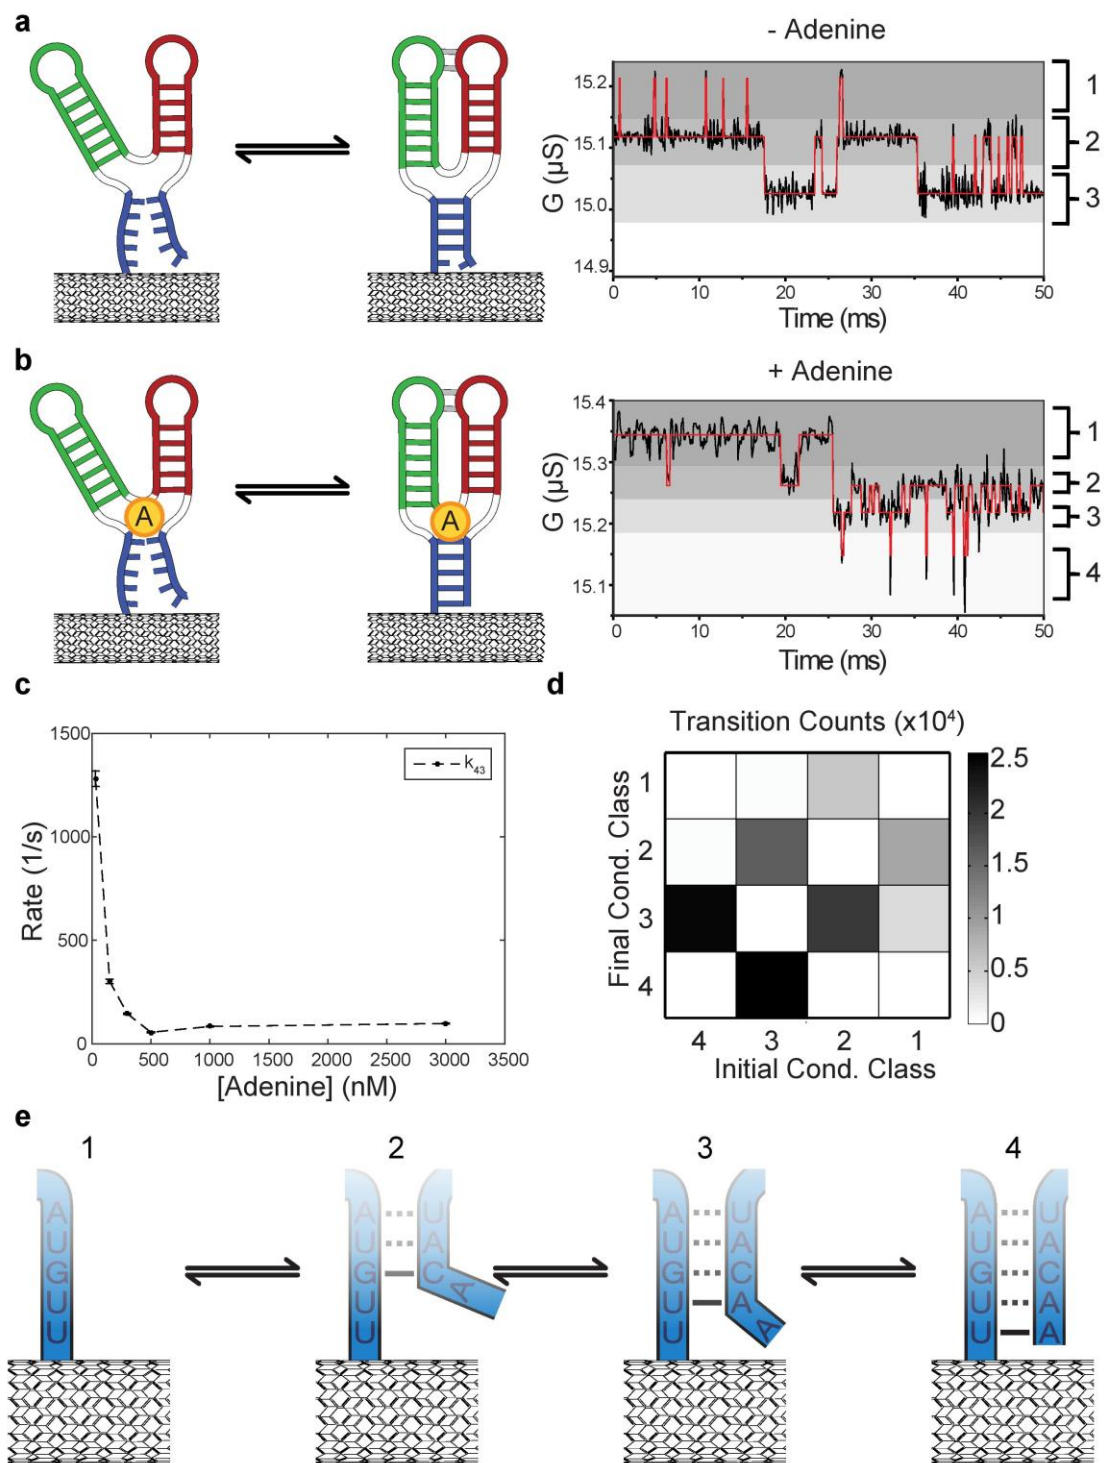 a
- Adenine
G (µS)
15.2
15.1
15.0
14.9
0 10 20 30 40 50
Time (ms)
1
2
3
b
A
A
+ Adenine
G (µS)
15.4
15.3
15.2
15.1
0 10 20 30 40 50
Time (ms)
1
2
3
4
c
Rate (1/s)
1500
1000
500
0
k43
0 500 1000 1500 2000 2500 3000 3500
[Adenine] (nM)
d
Transition Counts (x10⁴)
Final Cond. Class
1
2
3
4
4 3 2 1
Initial Cond. Class
2.5
2
1.5
1
0.5
0
e
1 2 3 4
A U G U U
A U G U U
U A C A
A U G U U
U A C A A
A U G U U
U A C A A